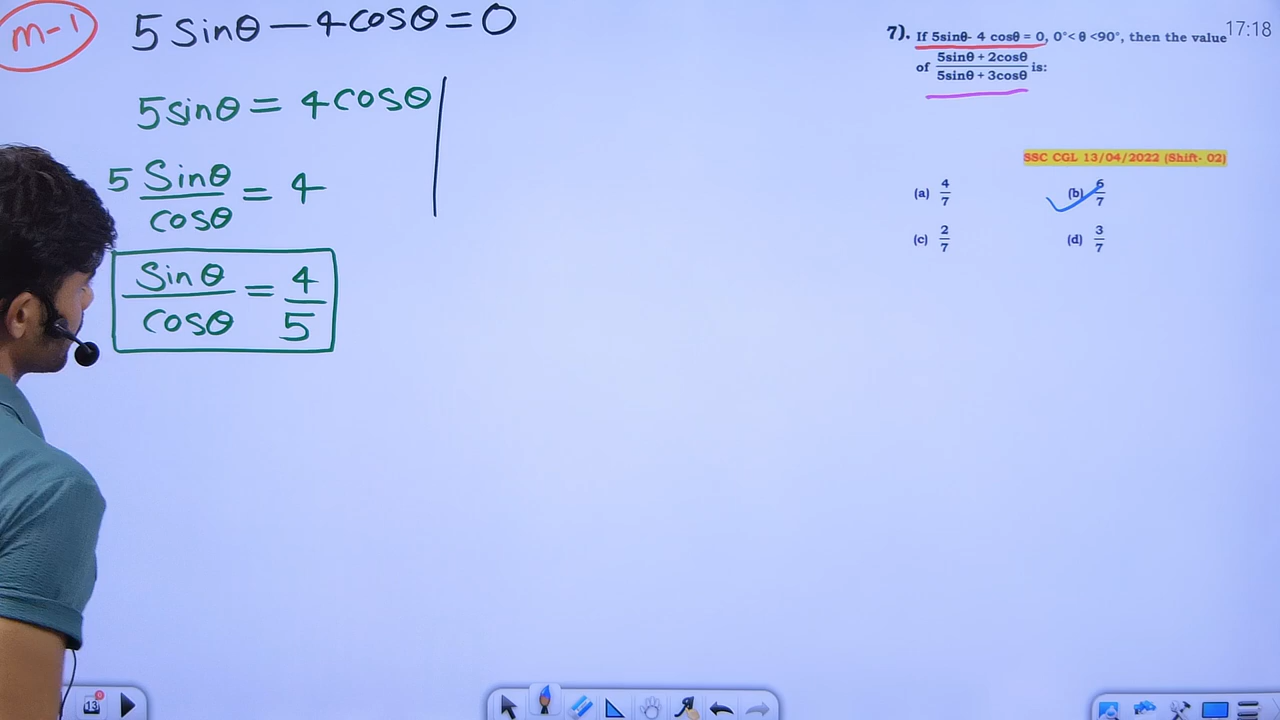 m-1
5 Sinθ – 4 cosθ = 0
5 sinθ = 4 cosθ
5 Sinθ/cosθ = 4
Sinθ/cosθ = 4/5
7). If 5sinθ- 4 cosθ = 0, 0°< θ <90°, then the value
of (5sinθ + 2cosθ)/(5sinθ + 3cosθ) is:
17:18
SSC CGL 13/04/2022 (Shift- 02)
(a) 4/7 (b) 6/7
(c) 2/7 (d) 3/7
13